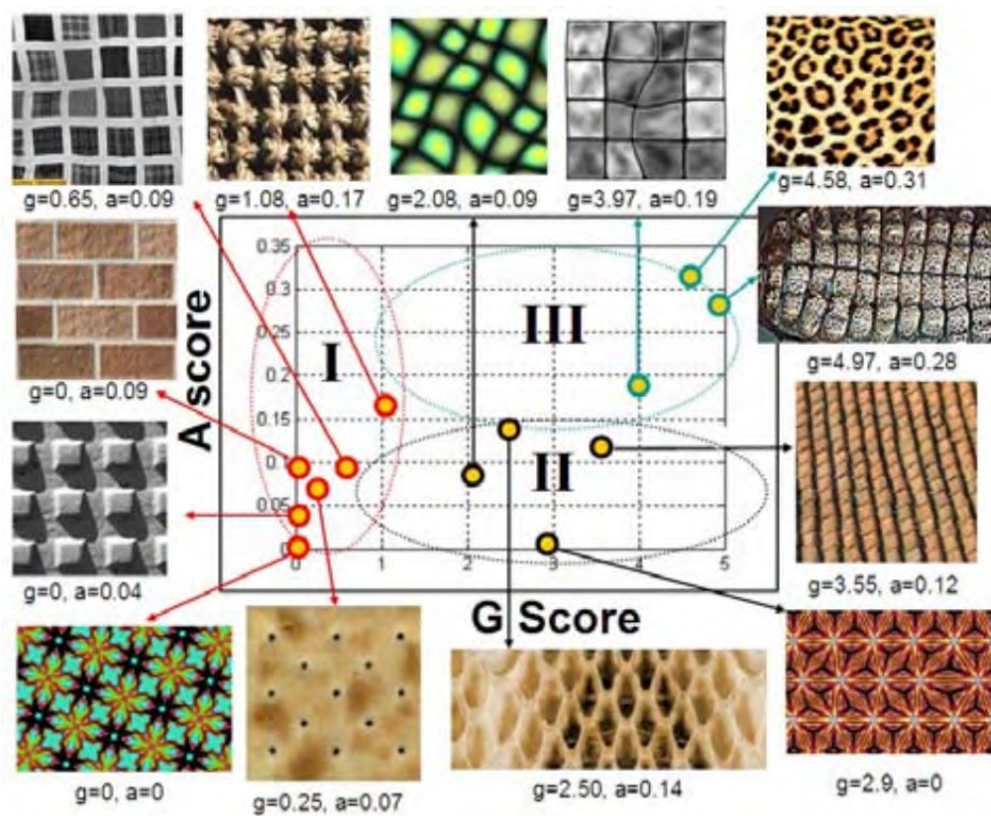 g=0.65, a=0.09
g=1.08, a=0.17
g=2.08, a=0.09
g=3.97, a=0.19
g=4.58, a=0.31
g=0, a=0.09
g=4.97, a=0.28
g=0, a=0.04
g=3.55, a=0.12
g=0, a=0
g=0.25, a=0.07
g=2.50, a=0.14
g=2.9, a=0
A score
0.35
0.3
0.25
0.2
0.15
0.1
0.05
0
I
III
II
0 1 2 3 4 5
G Score